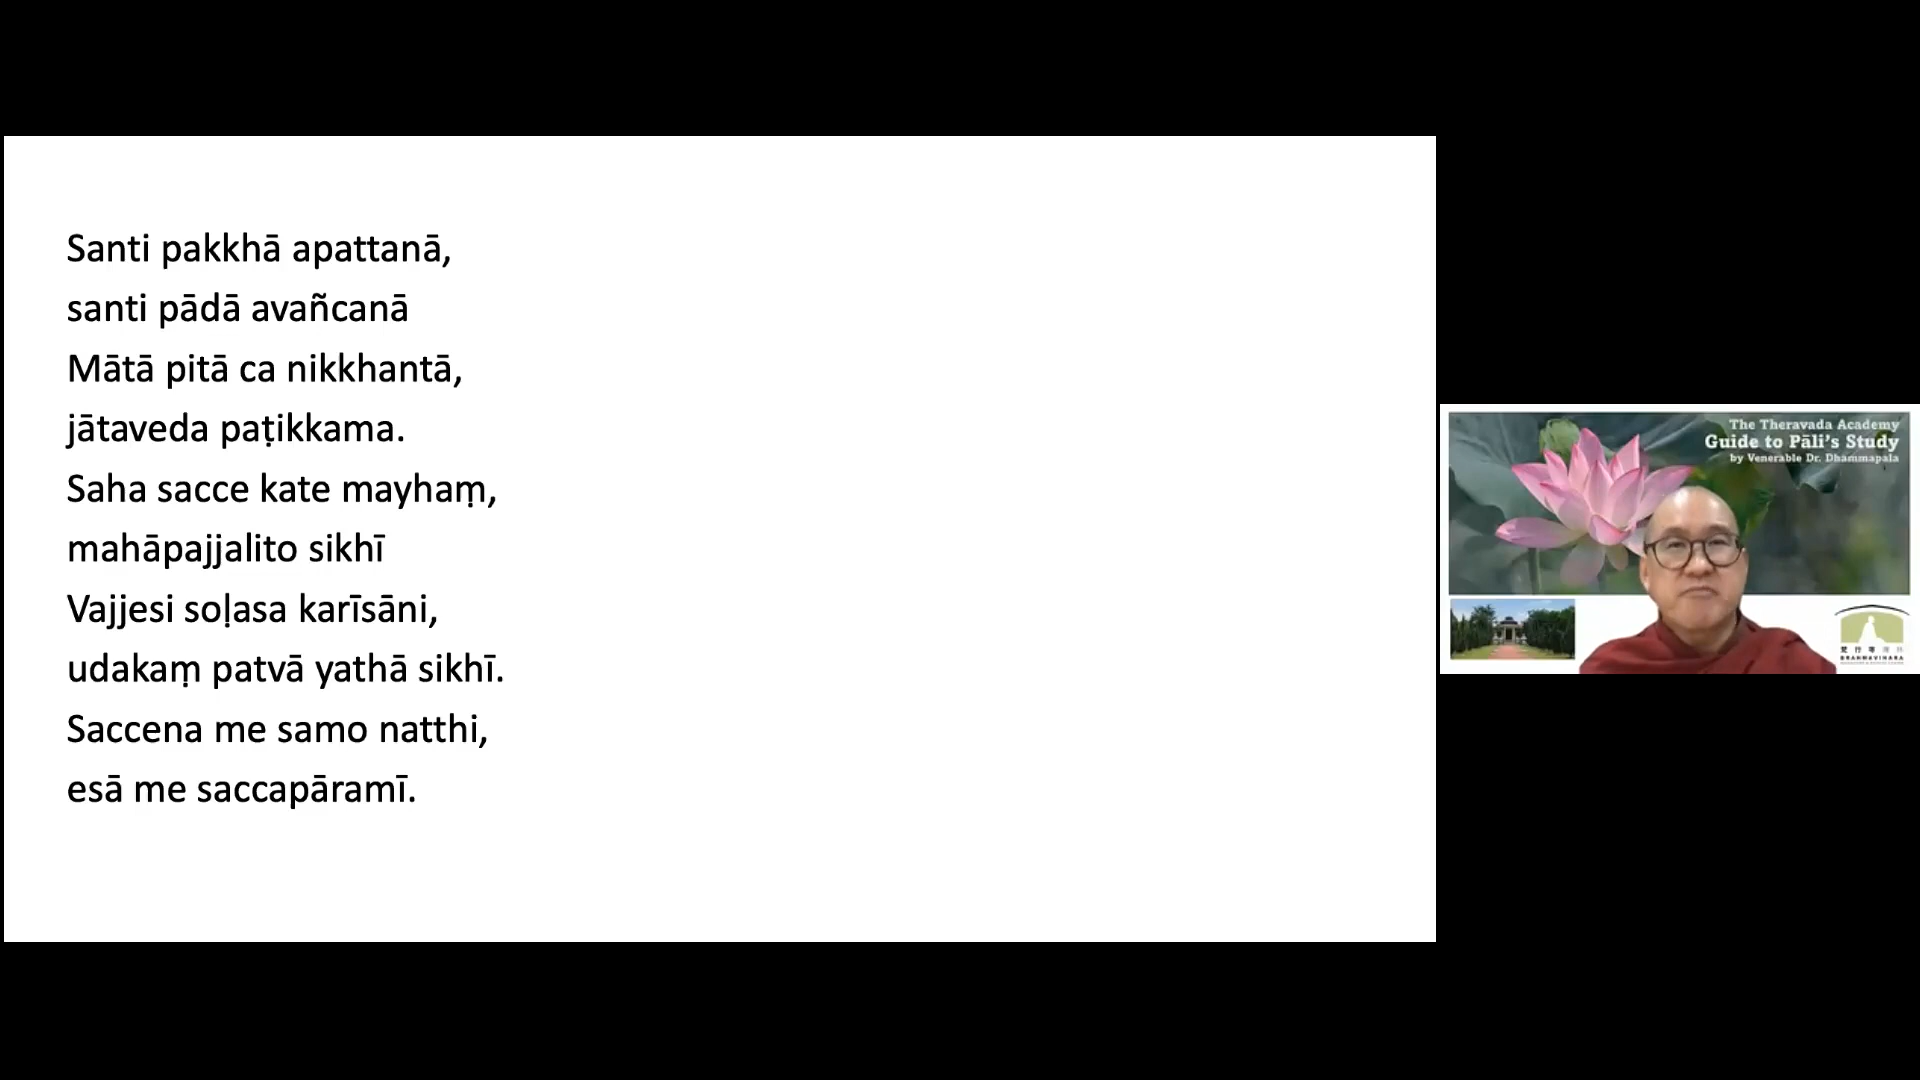 Santi pakkhā apattanā,
santi pādā avañcanā
Mātā pitā ca nikkhantā,
jātaveda paṭikkama.
Saha sacce kate mayhaṃ,
mahāpajjalito sikhī
Vajjesi soḷasa karīsāni,
udakaṃ patvā yathā sikhī.
Saccena me samo natthi,
esā me saccapāramī.
The Theravada Academy
Guide to Pāli's Study
by Venerable Dr. Dhammapala
BRAHMAVIHARA